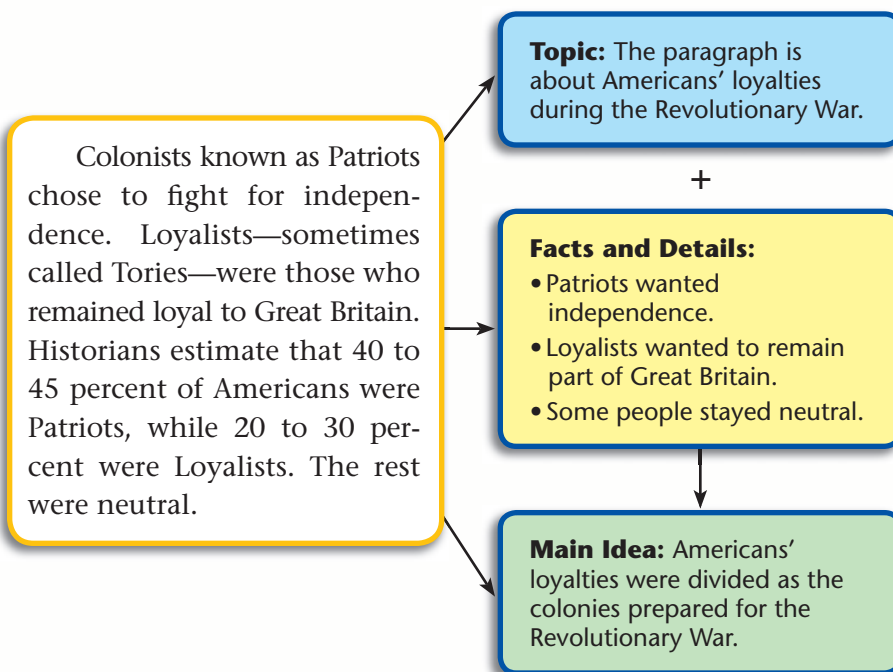 Colonists known as Patriots
chose to fight for indepen-
dence. Loyalists—sometimes
called Tories—were those who
remained loyal to Great Britain.
Historians estimate that 40 to
45 percent of Americans were
Patriots, while 20 to 30 per-
cent were Loyalists. The rest
were neutral.
Topic: The paragraph is
about Americans’ loyalties
during the Revolutionary War.
+
Facts and Details:
• Patriots wanted
independence.
• Loyalists wanted to remain
part of Great Britain.
• Some people stayed neutral.
Main Idea: Americans’
loyalties were divided as the
colonies prepared for the
Revolutionary War.